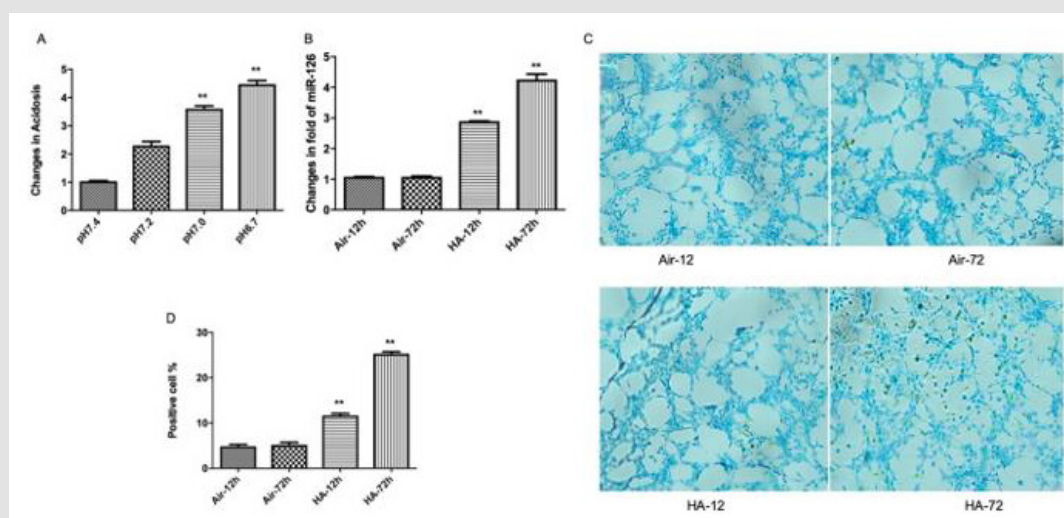 A
Changes in Acidosis
5
4
3
2
1
0
**
**
pH7.4
pH7.2
pH7.0
pH6.7
B
Changes in fold of miR-126
5
4
3
2
1
0
**
**
Air-12h
Air-72h
HA-12h
HA-72h
C
Air-12
Air-72
HA-12
HA-72
D
Positive cell %
30
20
10
0
**
**
Air-12h
Air-72h
HA-12h
HA-72h